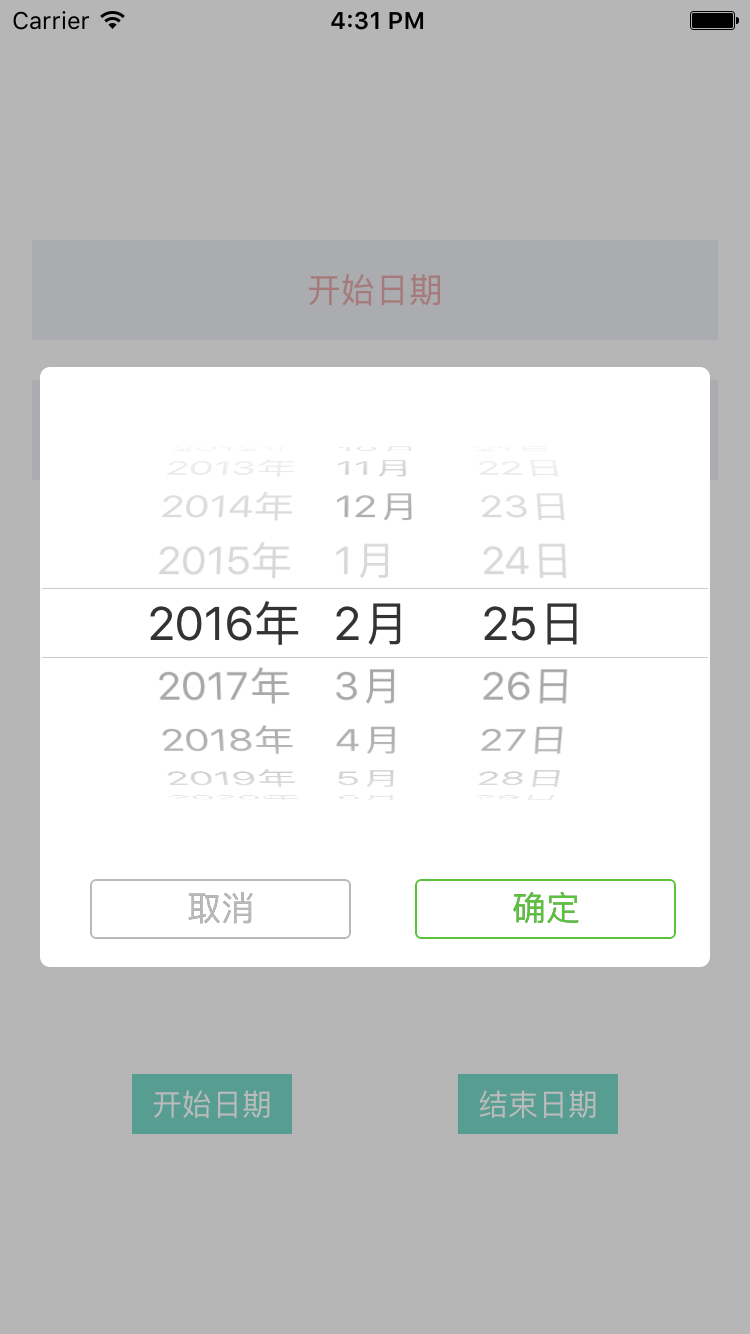 Carrier 4:31 PM
开始日期
2013年 11月 22日
2014年 12月 23日
2015年 1月 24日
2016年 2月 25日
2017年 3月 26日
2018年 4月 27日
2019年 5月 28日
取消 确定
开始日期 结束日期